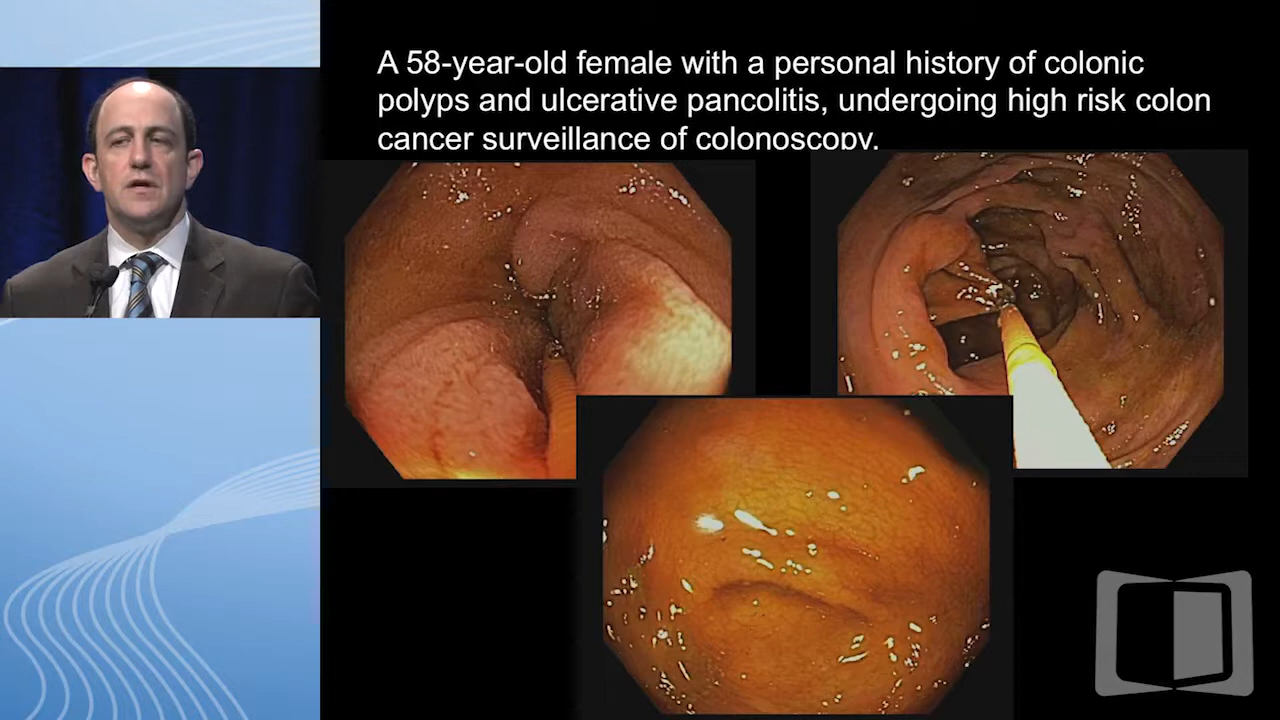 A 58-year-old female with a personal history of colonic
polyps and ulcerative pancolitis, undergoing high risk colon
cancer surveillance of colonoscopy.